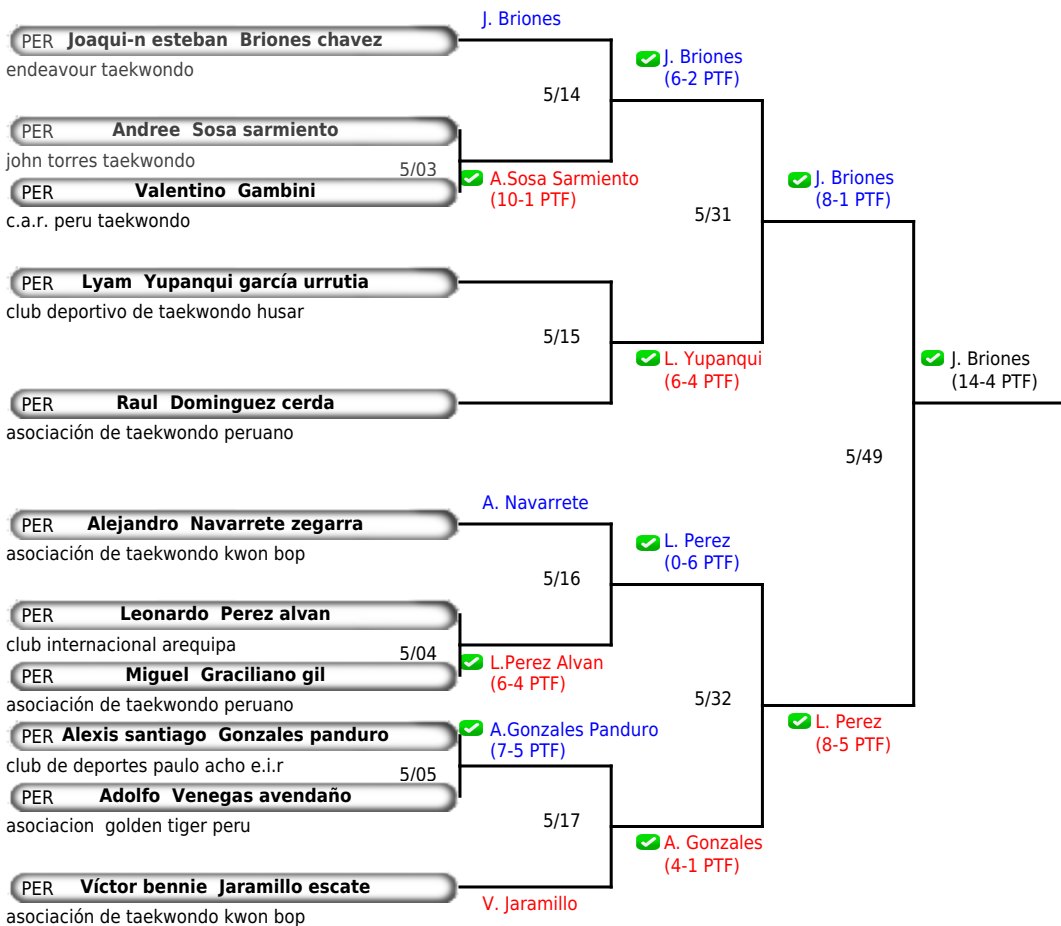 J. Briones
PER Joaqui-n esteban Briones chavez
endeavour taekwondo
J. Briones
(6-2 PTF)
5/14
PER Andree Sosa sarmiento
john torres taekwondo
5/03
A.Sosa Sarmiento
(10-1 PTF)
PER Valentino Gambini
c.a.r. peru taekwondo
J. Briones
(8-1 PTF)
5/31
PER Lyam Yupanqui garcía urrutia
club deportivo de taekwondo husar
5/15
L. Yupanqui
(6-4 PTF)
J. Briones
(14-4 PTF)
PER Raul Dominguez cerda
asociación de taekwondo peruano
5/49
A. Navarrete
PER Alejandro Navarrete zegarra
asociación de taekwondo kwon bop
L. Perez
(0-6 PTF)
5/16
PER Leonardo Perez alvan
club internacional arequipa
5/04
L.Perez Alvan
(6-4 PTF)
PER Miguel Graciliano gil
asociación de taekwondo peruano
5/32
L. Perez
(8-5 PTF)
PER Alexis santiago Gonzales panduro
A.Gonzales Panduro
(7-5 PTF)
club de deportes paulo acho e.i.r
5/05
PER Adolfo Venegas avendaño
asociacion golden tiger peru
5/17
A. Gonzales
(4-1 PTF)
PER Víctor bennie Jaramillo escate
V. Jaramillo
asociación de taekwondo kwon bop